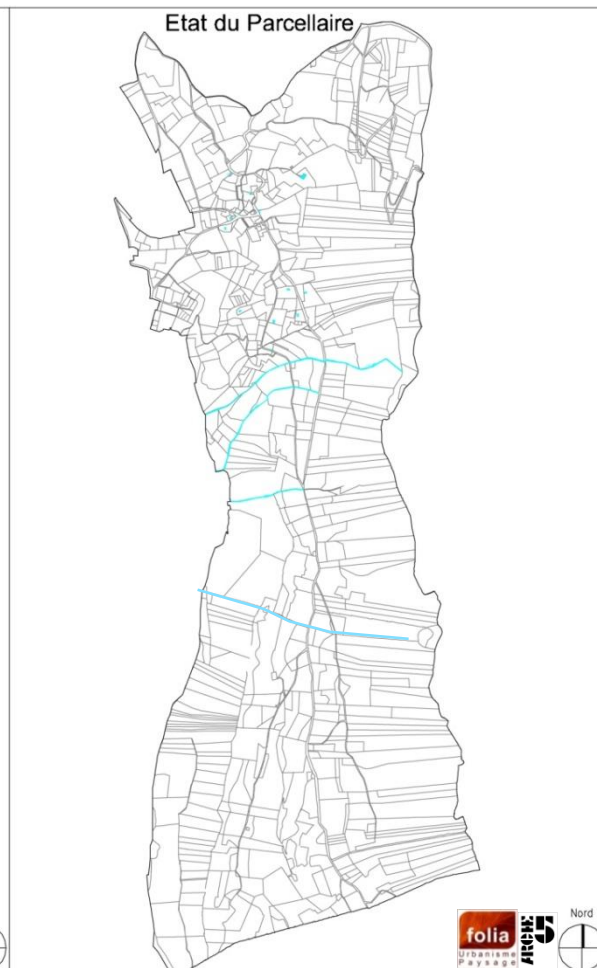 Etat du Parcellaire
folia
Urbanisme
Paysage
ARCHE
5
Nord